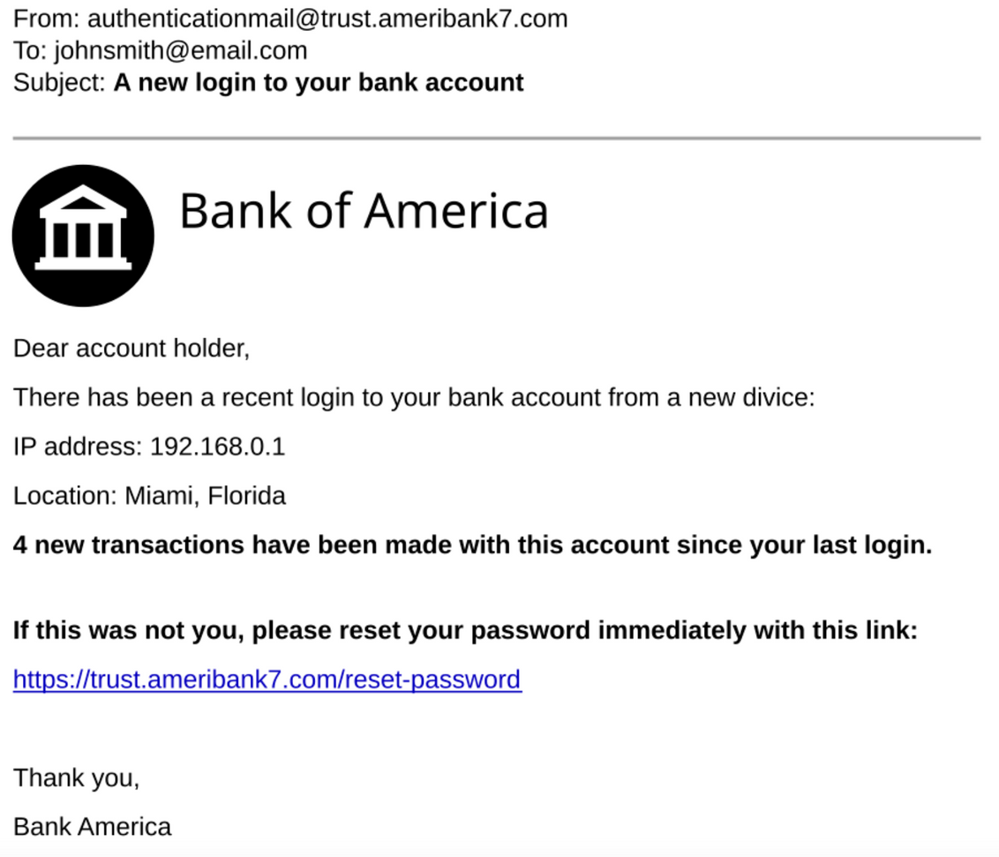 From: authenticationmail@trust.ameribank7.com
To: johnsmith@email.com
Subject: A new login to your bank account
Bank of America
Dear account holder,
There has been a recent login to your bank account from a new divice:
IP address: 192.168.0.1
Location: Miami, Florida
4 new transactions have been made with this account since your last login.
If this was not you, please reset your password immediately with this link:
https://trust.ameribank7.com/reset-password
Thank you,
Bank America